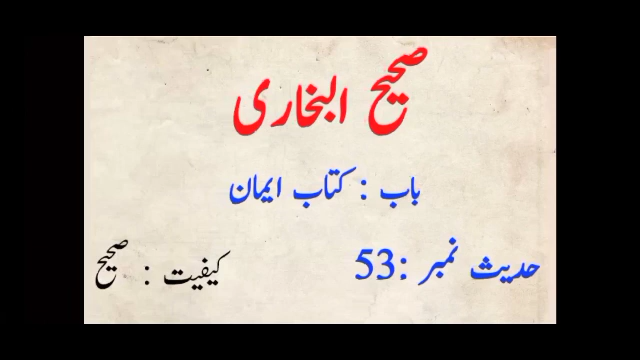 صحیح البخاری
باب : کتاب ایمان
حدیث نمبر :53
کیفیت : صحیح